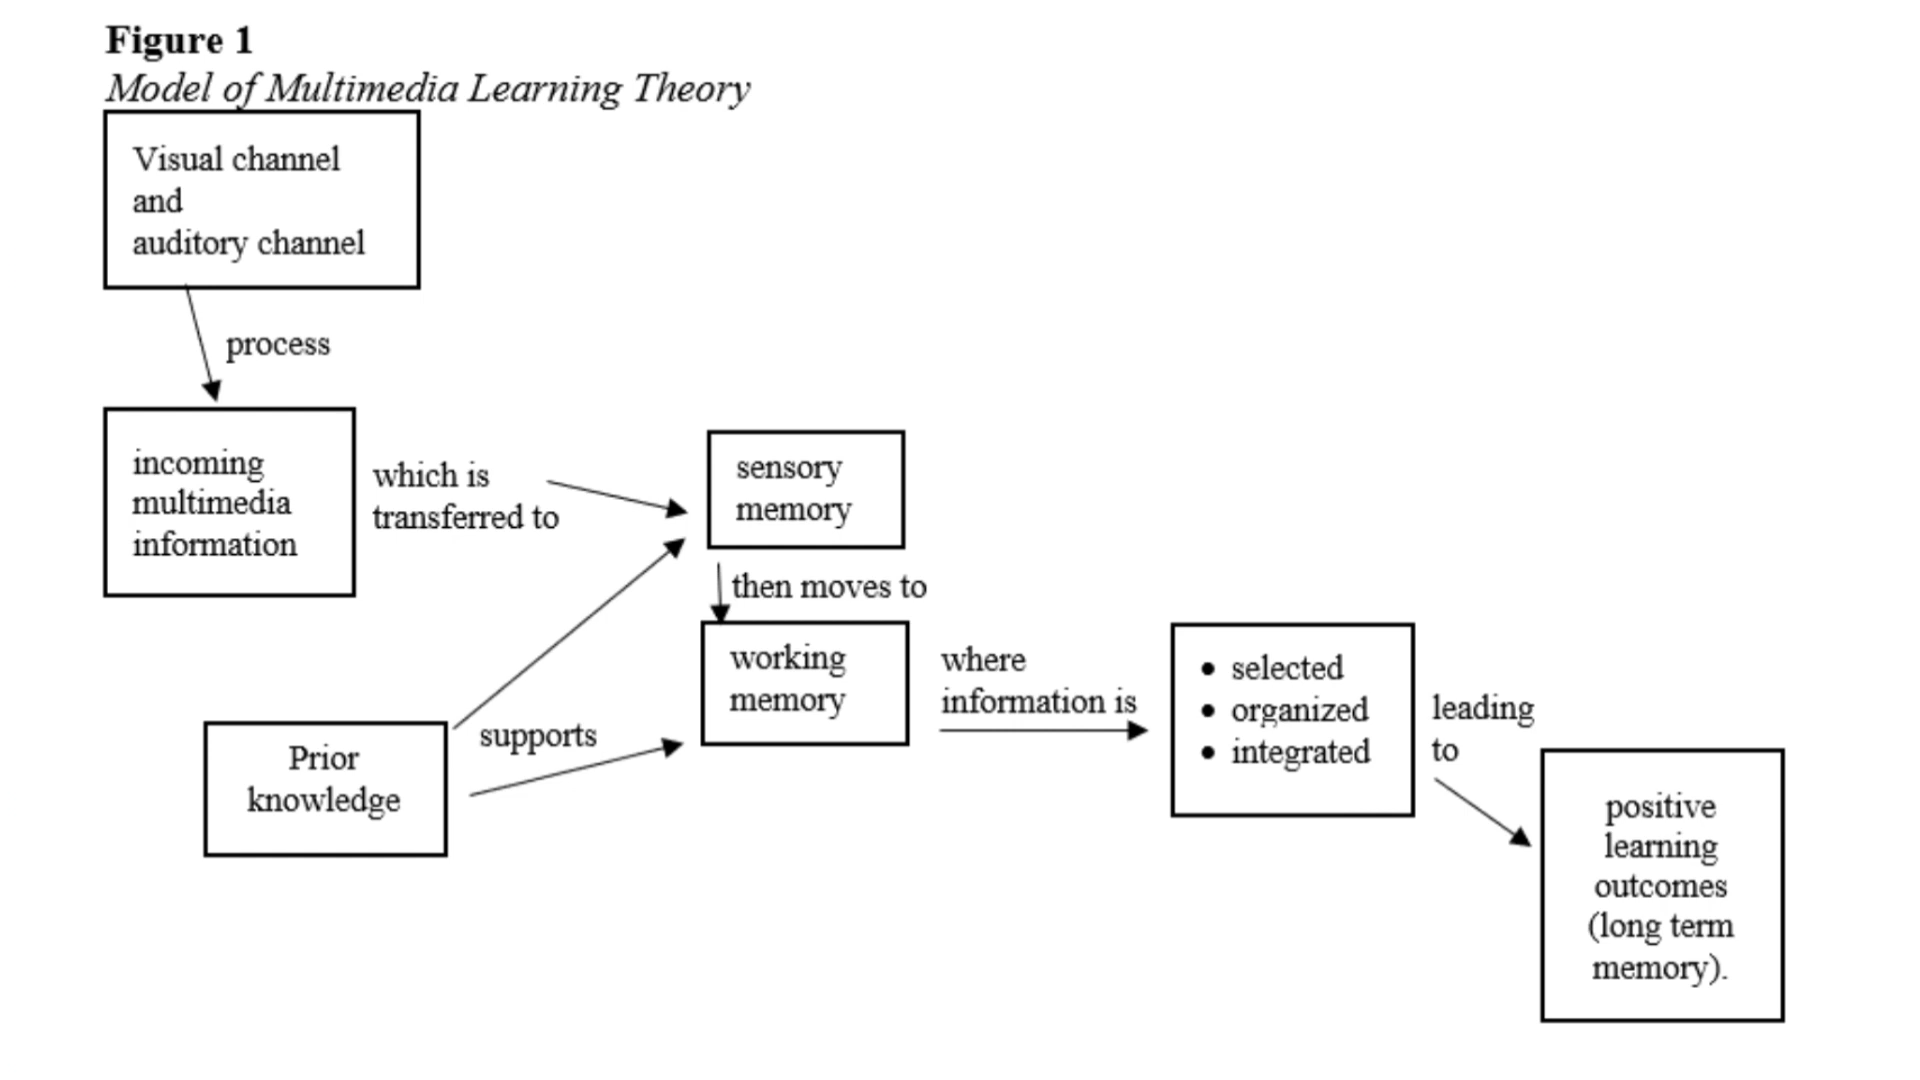 Figure 1
Model of Multimedia Learning Theory
Visual channel
and
auditory channel
process
incoming
multimedia
information
which is
transferred to
sensory
memory
then moves to
working
memory
Prior
knowledge
supports
where
information is
• selected
• organized
• integrated
leading
to
positive
learning
outcomes
(long term
memory).